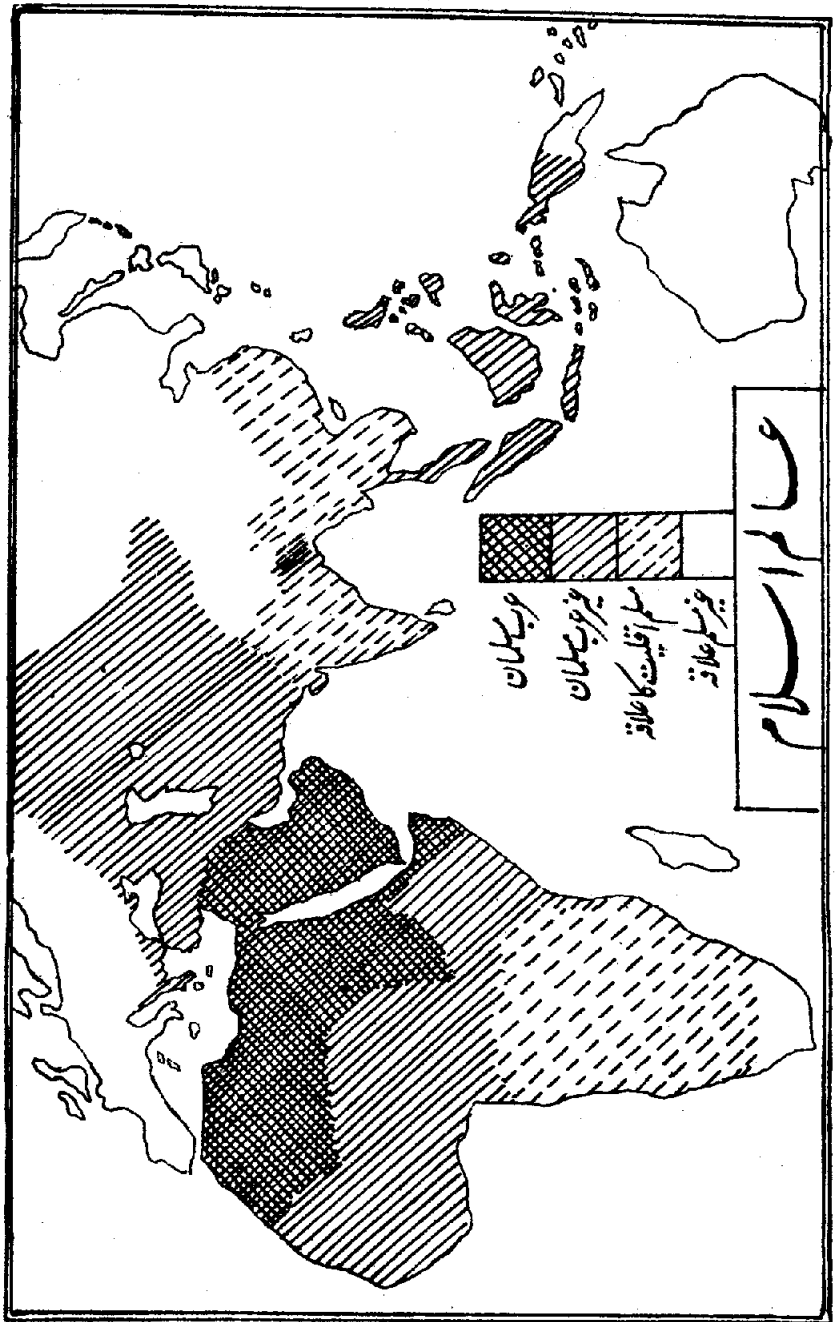 عالم اسلام
عرب مسلمان
غیر عرب مسلمان
مسلم اقلیت کا علاقہ
غیر مسلم علاقہ